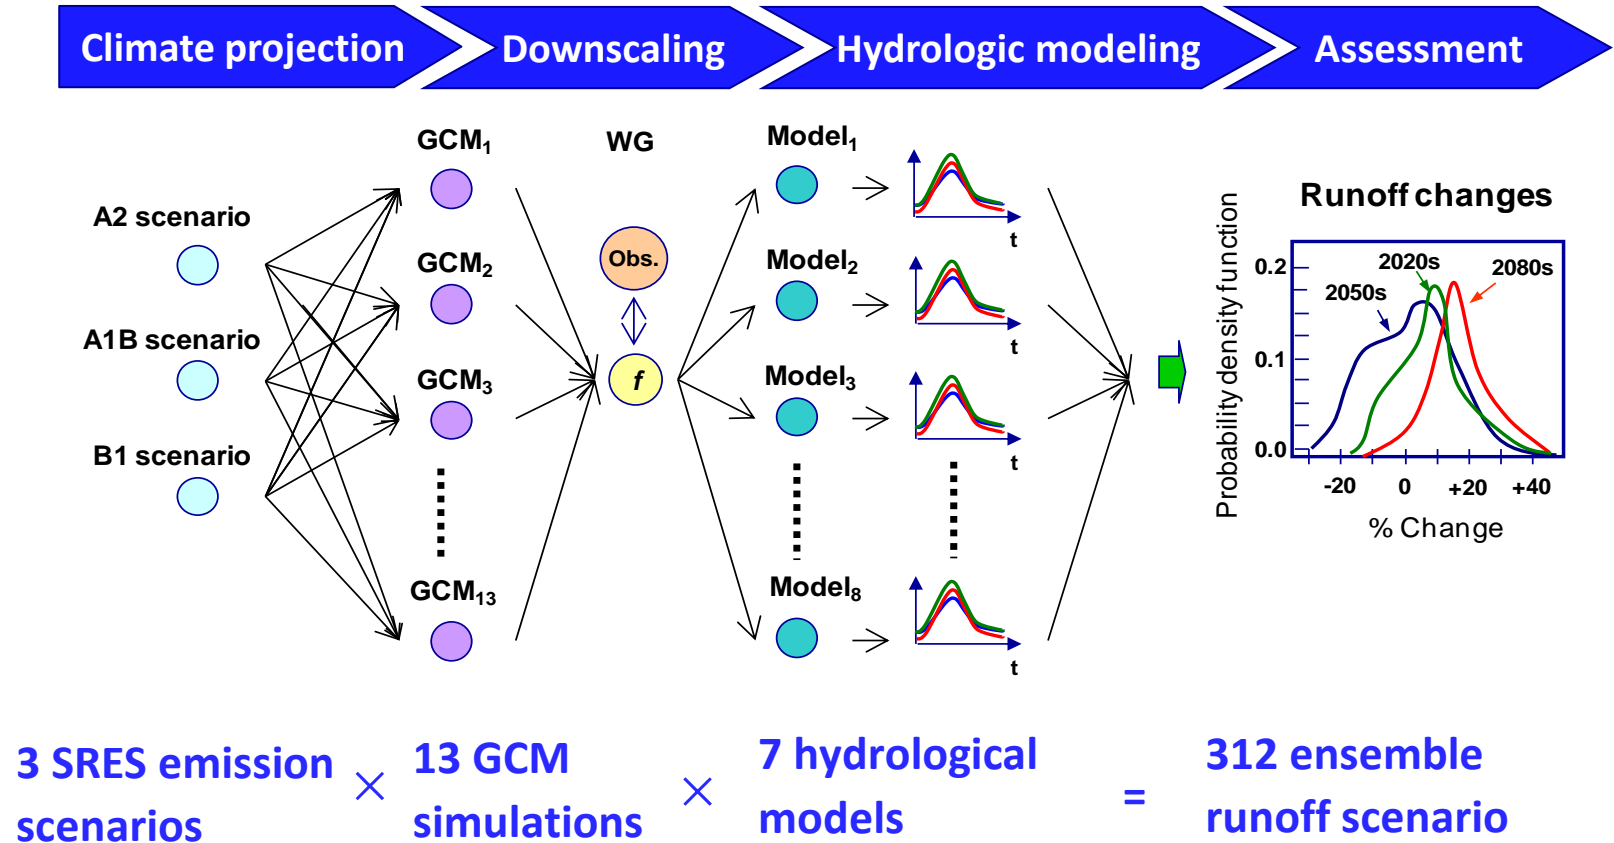 Climate projection
Downscaling
Hydrologic modeling
Assessment
A2 scenario
A1B scenario
B1 scenario
GCM₁
GCM₂
GCM₃
GCM₁₃
WG
Obs.
f
Model₁
t
Model₂
t
Model₃
t
Model₈
t
Runoff changes
Probability density function
0.2
0.1
0.0
2050s
2020s
2080s
-20 0 +20 +40
% Change
3 SRES emission
scenarios
×
13 GCM
simulations
×
7 hydrological
models
=
312 ensemble
runoff scenario